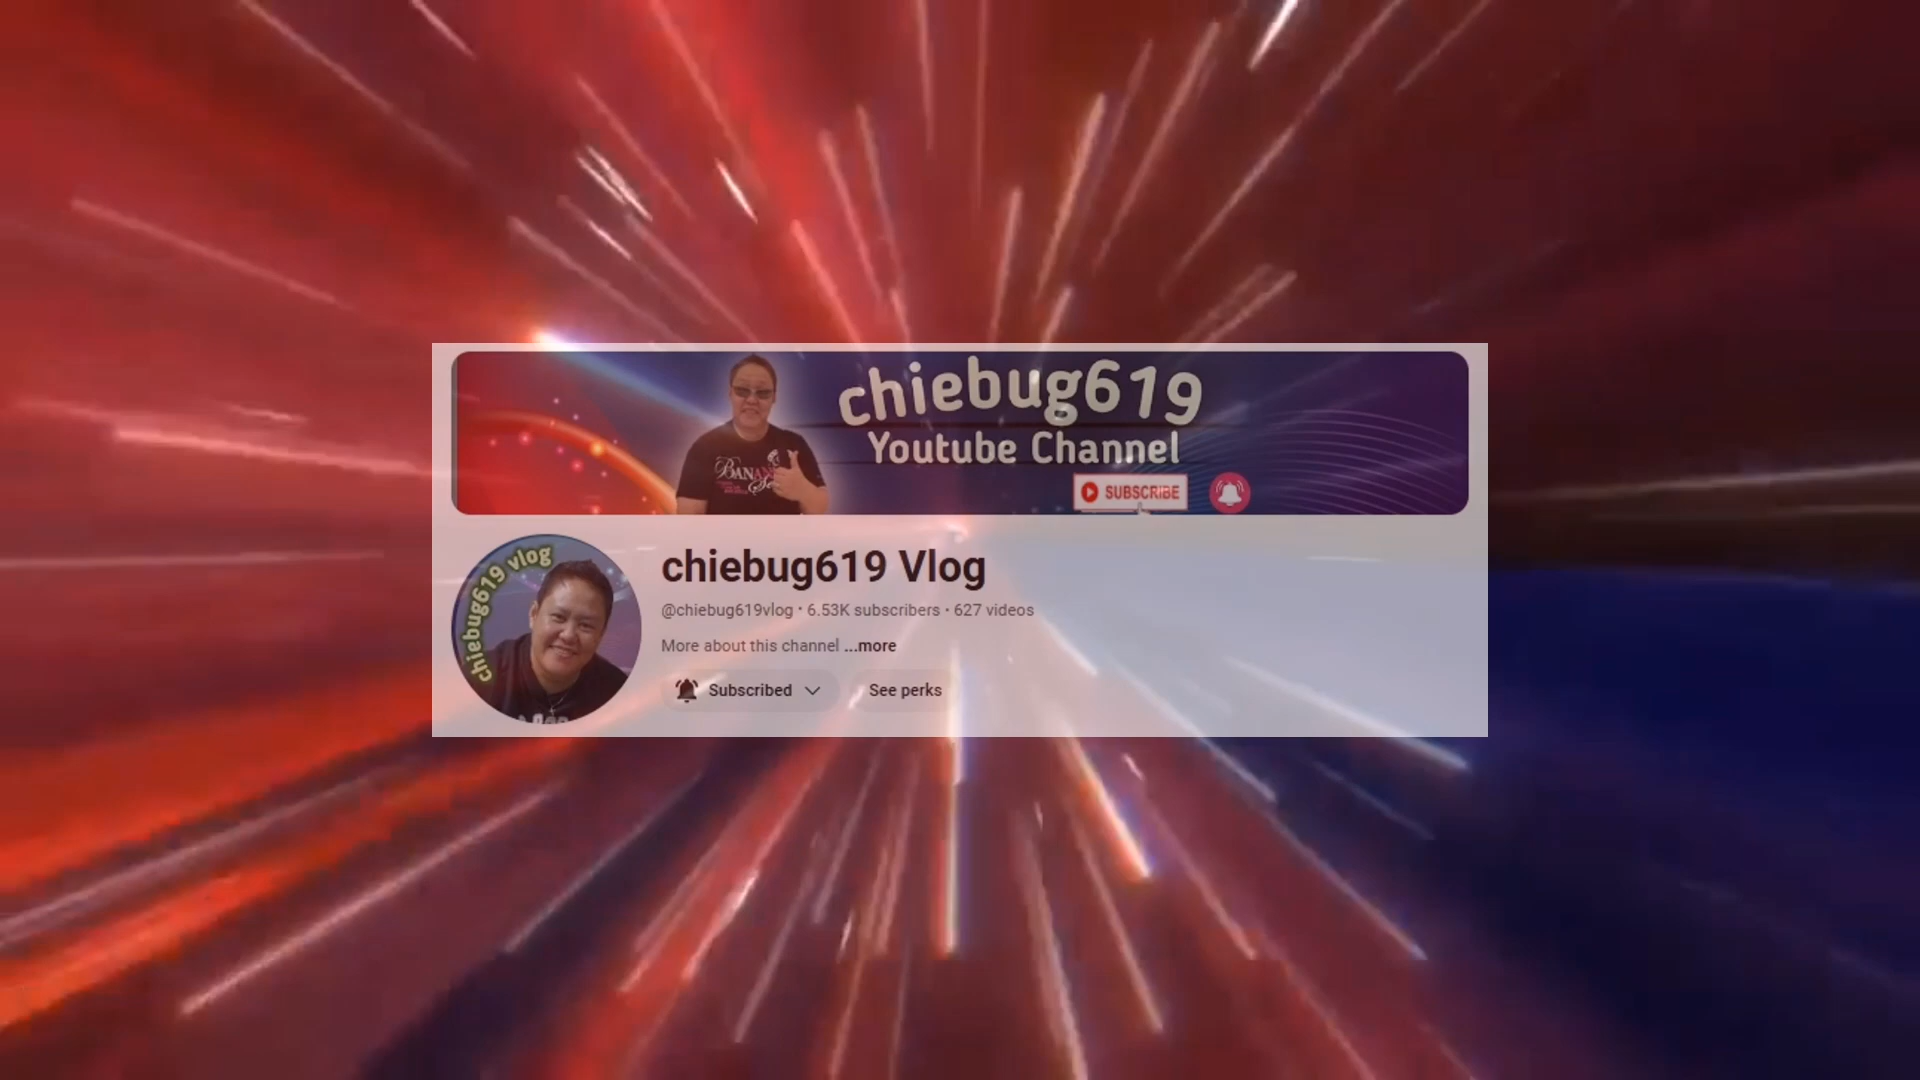 chiebug619
Youtube Channel
SUBSCRIBE
chiebug619 vlog
chiebug619 Vlog
@chiebug619vlog • 6.53K subscribers • 627 videos
More about this channel ...more
Subscribed
See perks